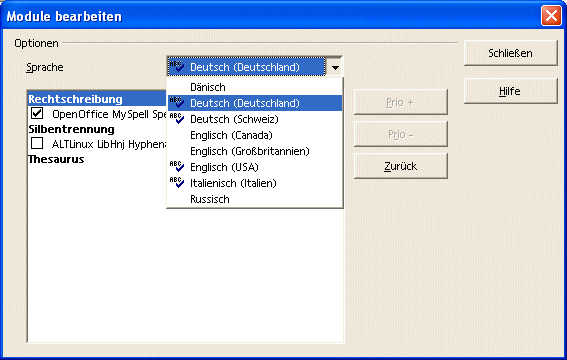 Module bearbeiten
Optionen
Schließen
Sprache
Deutsch (Deutschland)
Hilfe
Dänisch
Deutsch (Deutschland)
Deutsch (Schweiz)
Englisch (Canada)
Englisch (Großbritannien)
Englisch (USA)
Italienisch (Italien)
Russisch
Rechtschreibung
OpenOffice MySpell Spe
Silbentrennung
ALTLinux LibHnj Hyphena
Thesaurus
Prio +
Prio -
Zurück